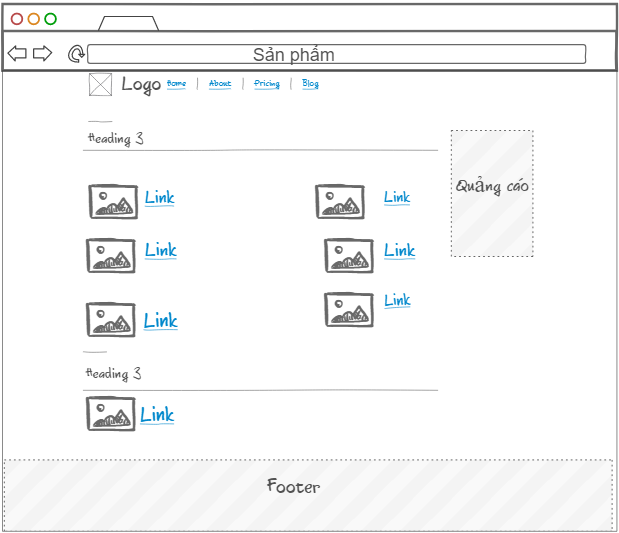 Sản phẩm
Logo Home | About | Pricing | Blog
Heading 3
Quảng cáo
Link Link
Link Link
Link Link
Heading 3
Link
Footer